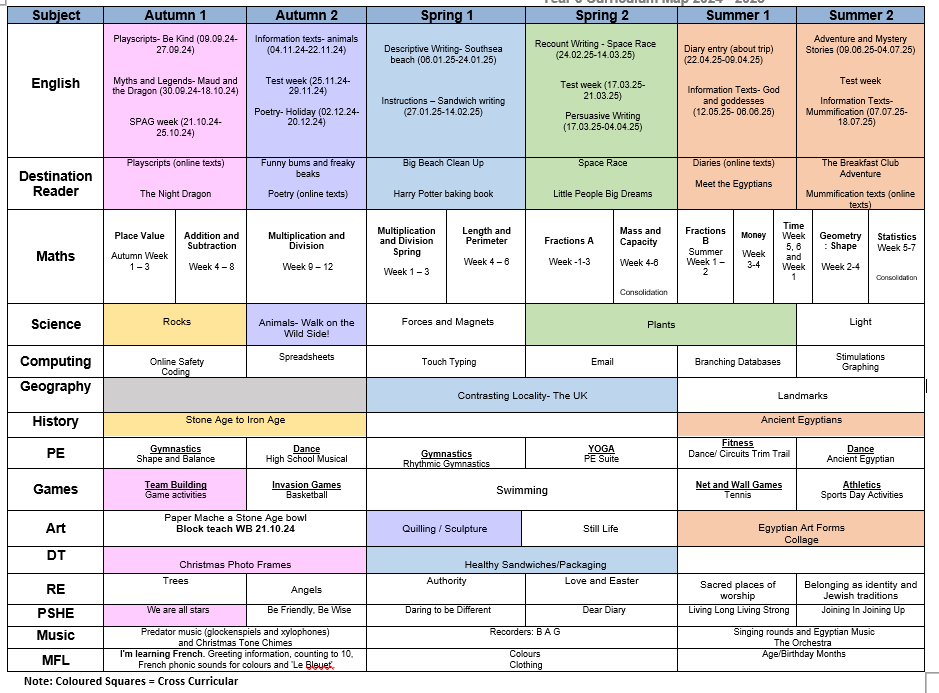 Year 3 Curriculum Map 2024 - 2025
Subject Autumn 1 Autumn 2 Spring 1 Spring 2 Summer 1 Summer 2
English
Playscripts- Be Kind (09.09.24-
27.09.24)
Myths and Legends- Maud and
the Dragon (30.09.24-18.10.24)
SPAG week (21.10.24-
25.10.24)
Information texts- animals
(04.11.24-22.11.24)
Test week (25.11.24-
29.11.24)
Poetry- Holiday (02.12.24-
20.12.24)
Descriptive Writing- Southsea
beach (06.01.25-24.01.25)
Instructions – Sandwich writing
(27.01.25-14.02.25)
Recount Writing - Space Race
(24.02.25-14.03.25)
Test week (17.03.25-
21.03.25)
Persuasive Writing
(17.03.25-04.04.25)
Diary entry (about trip)
(22.04.25-09.04.25)
Information Texts- God
and goddesses
(12.05.25- 06.06.25)
Adventure and Mystery
Stories (09.06.25-04.07.25)
Test week
Information Texts-
Mummification (07.07.25-
18.07.25)
Destination
Reader
Playscripts (online texts)
The Night Dragon
Funny bums and freaky
beaks
Poetry (online texts)
Big Beach Clean Up
Harry Potter baking book
Space Race
Little People Big Dreams
Diaries (online texts)
Meet the Egyptians
The Breakfast Club
Adventure
Mummification texts (online
texts)
Maths
Place Value
Autumn Week
1 – 3
Addition and
Subtraction
Week 4 – 8
Multiplication and
Division
Week 9 – 12
Multiplication
and Division
Spring
Week 1 – 3
Length and
Perimeter
Week 4 – 6
Fractions A
Week -1-3
Mass and
Capacity
Week 4-6
Consolidation
Fractions
B
Summer
Week 1 –
2
Money
Week
3-4
Time
Week
5, 6
and
Week
1
Geometry
: Shape
Week 2-4
Statistics
Week 5-7
Consolidation
Science
Rocks
Animals- Walk on the
Wild Side!
Forces and Magnets
Plants
Light
Computing
Online Safety
Coding
Spreadsheets
Touch Typing
Email
Branching Databases
Stimulations
Graphing
Geography
Contrasting Locality- The UK
Landmarks
History
Stone Age to Iron Age
Ancient Egyptians
PE
Gymnastics
Shape and Balance
Dance
High School Musical
Gymnastics
Rhythmic Gymnastics
YOGA
PE Suite
Fitness
Dance/ Circuits Trim Trail
Dance
Ancient Egyptian
Games
Team Building
Game activities
Invasion Games
Basketball
Swimming
Net and Wall Games
Tennis
Athletics
Sports Day Activities
Art
Paper Mache a Stone Age bowl
Block teach WB 21.10.24
Quilling / Sculpture
Still Life
Egyptian Art Forms
Collage
DT
Christmas Photo Frames
Healthy Sandwiches/Packaging
RE
Trees
Angels
Authority
Love and Easter
Sacred places of
worship
Belonging as identity and
Jewish traditions
PSHE
We are all stars
Be Friendly, Be Wise
Daring to be Different
Dear Diary
Living Long Living Strong
Joining In Joining Up
Music
Predator music (glockenspiels and xylophones)
and Christmas Tone Chimes
Recorders: B A G
Singing rounds and Egyptian Music
The Orchestra
MFL
I'm learning French. Greeting information, counting to 10,
French phonic sounds for colours and 'Le Bleuet'.
Colours
Clothing
Age/Birthday Months
Note: Coloured Squares = Cross Curricular